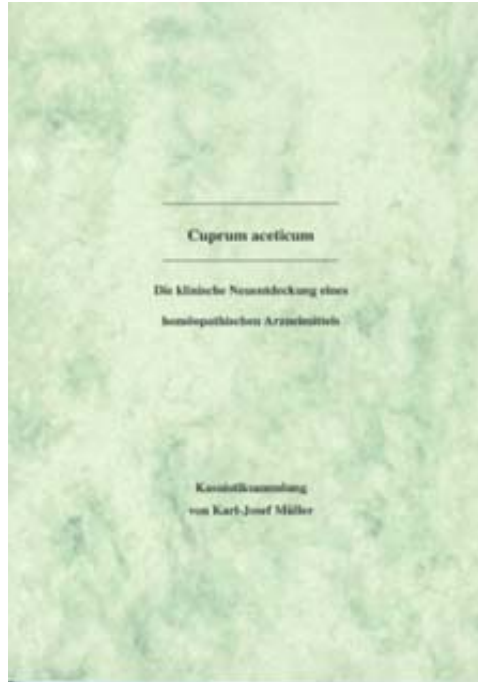 Cuprum aceticum
Die klinische Neuentdeckung eines
homöopathischen Arzneimittels
Kasuistiksammlung
von Karl-Josef Müller